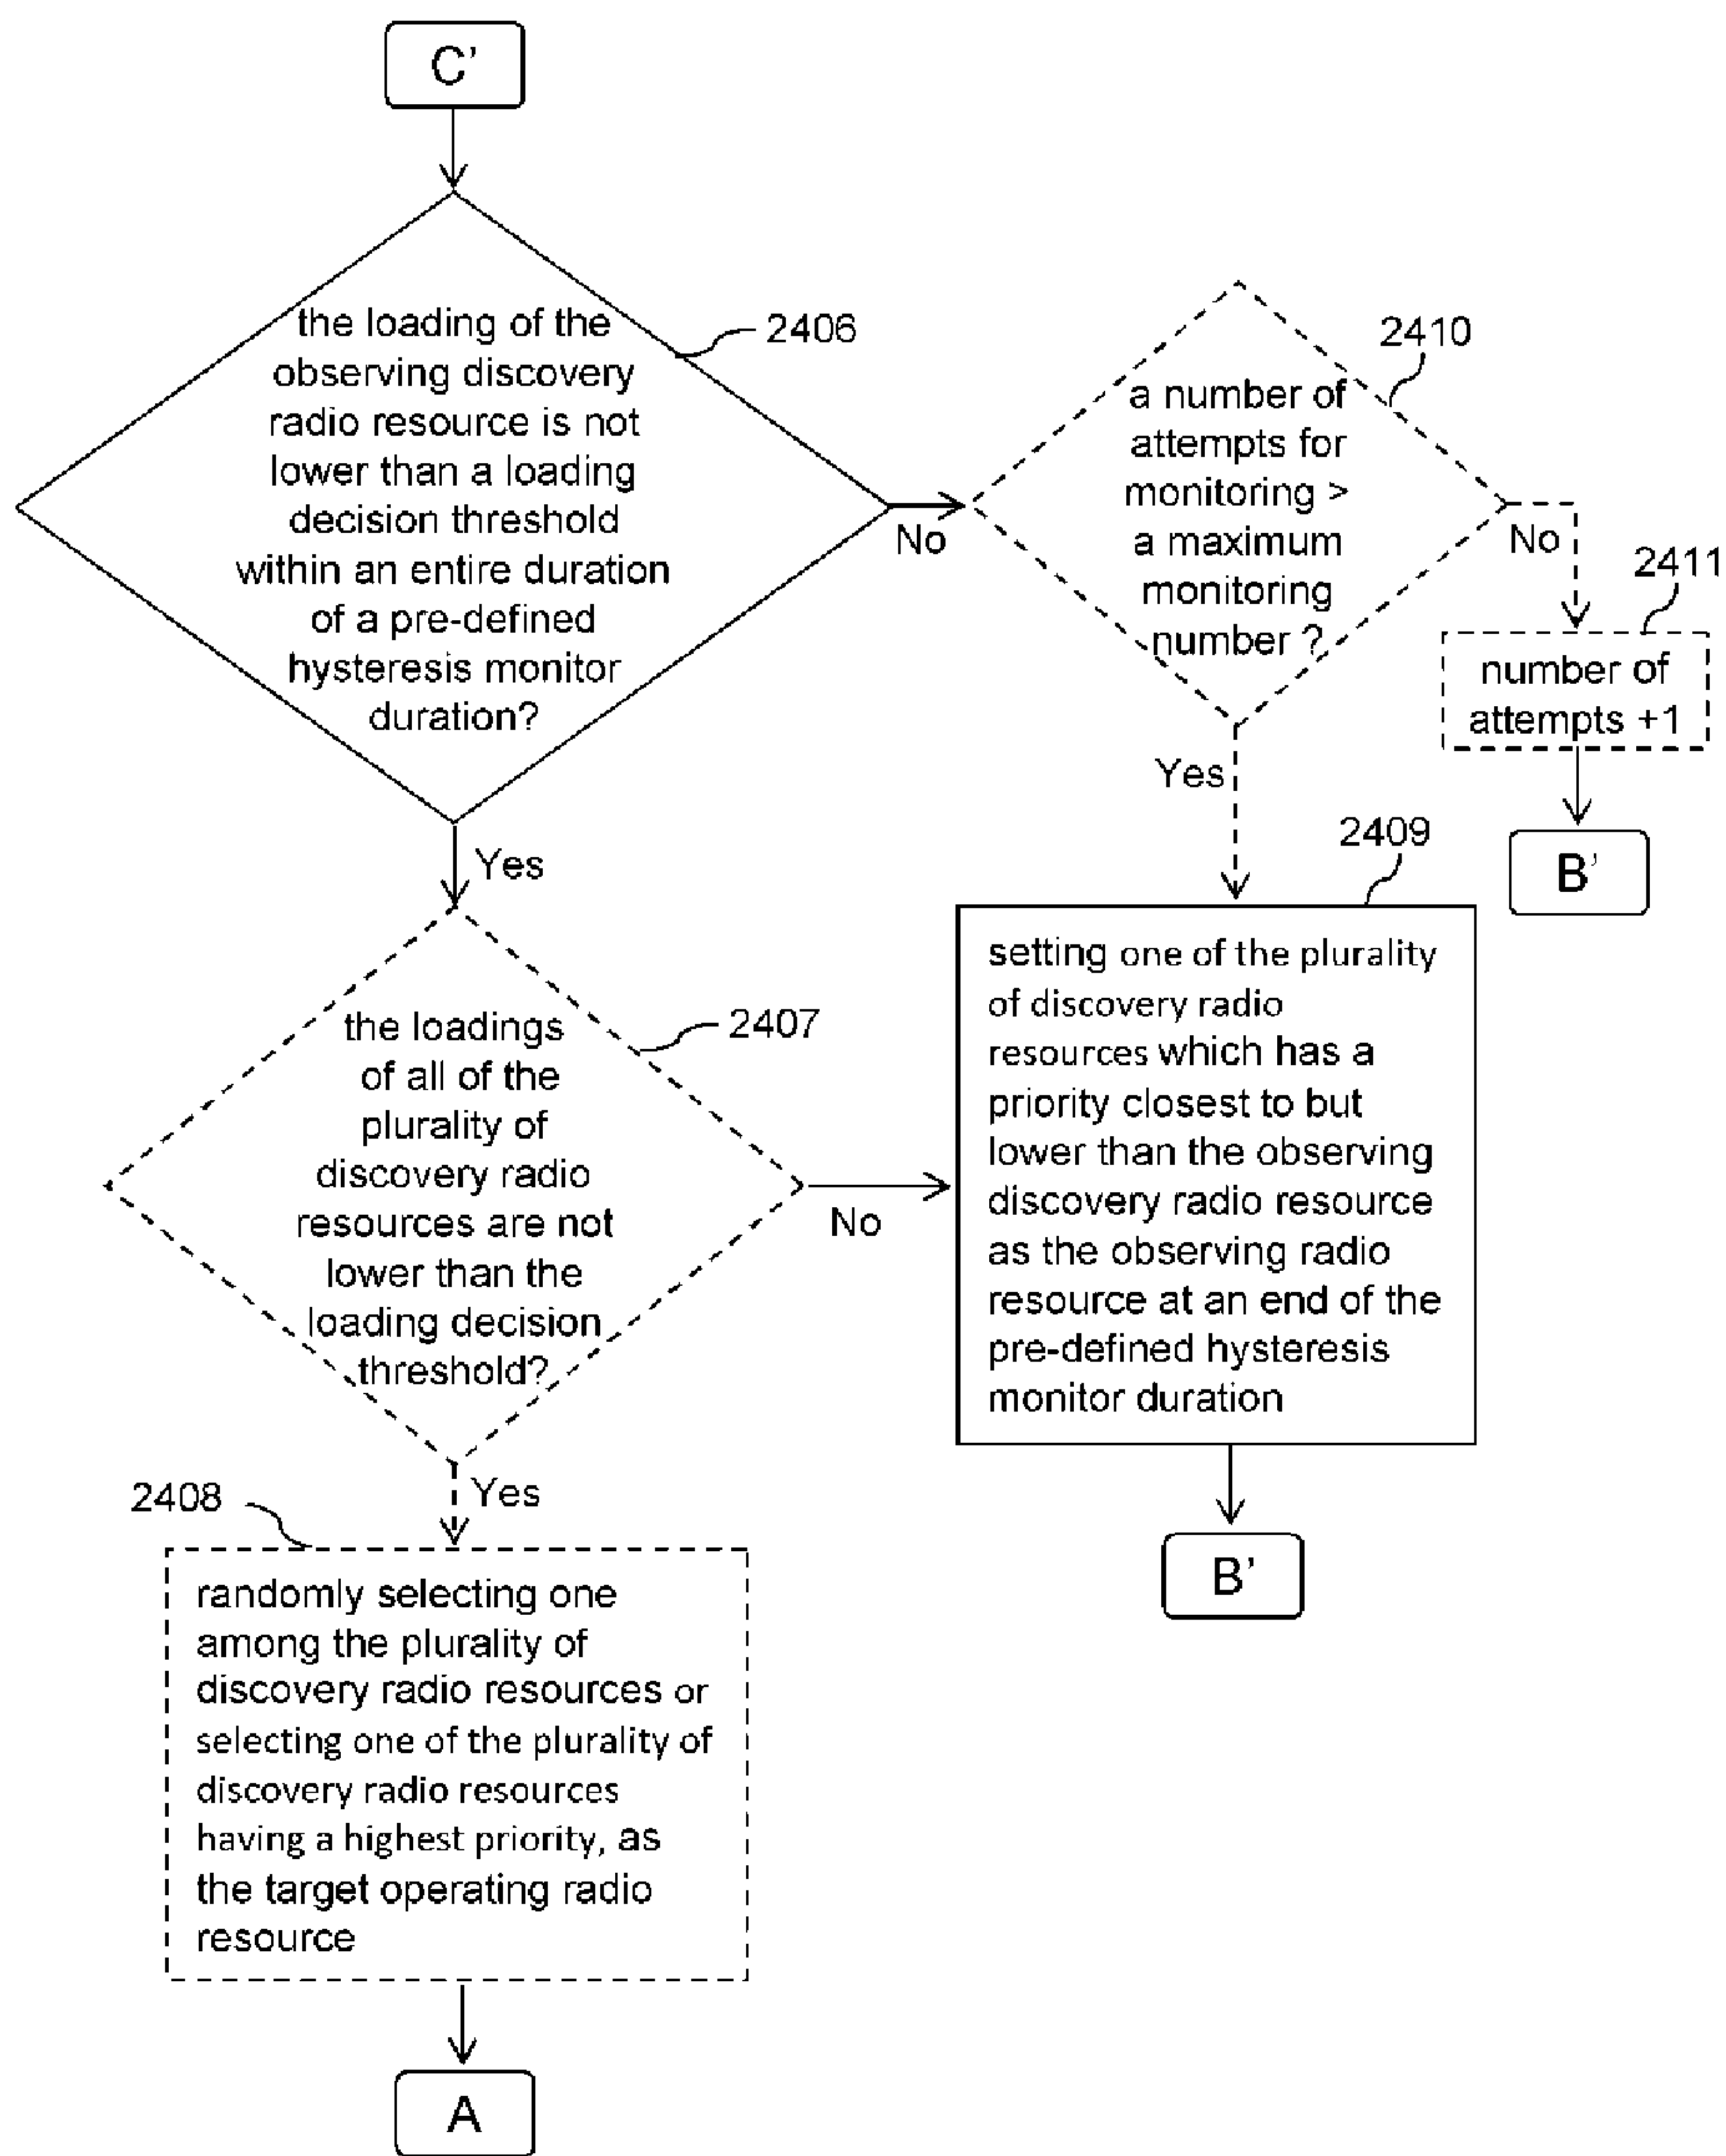 C'
the loading of the
observing discovery
radio resource is not
lower than a loading
decision threshold
within an entire duration
of a pre-defined
hysteresis monitor
duration?
2406
No
Yes
a number of
attempts for
monitoring >
a maximum
monitoring
number ?
2410
No
Yes
2411
number of
attempts +1
B'
the loadings
of all of the
plurality of
discovery radio
resources are not
lower than the
loading decision
threshold?
2407
No
Yes
2409
setting one of the plurality
of discovery radio
resources which has a
priority closest to but
lower than the observing
discovery radio resource
as the observing radio
resource at an end of the
pre-defined hysteresis
monitor duration
B'
2408
randomly selecting one
among the plurality of
discovery radio resources or
selecting one of the plurality of
discovery radio resources
having a highest priority, as
the target operating radio
resource
A